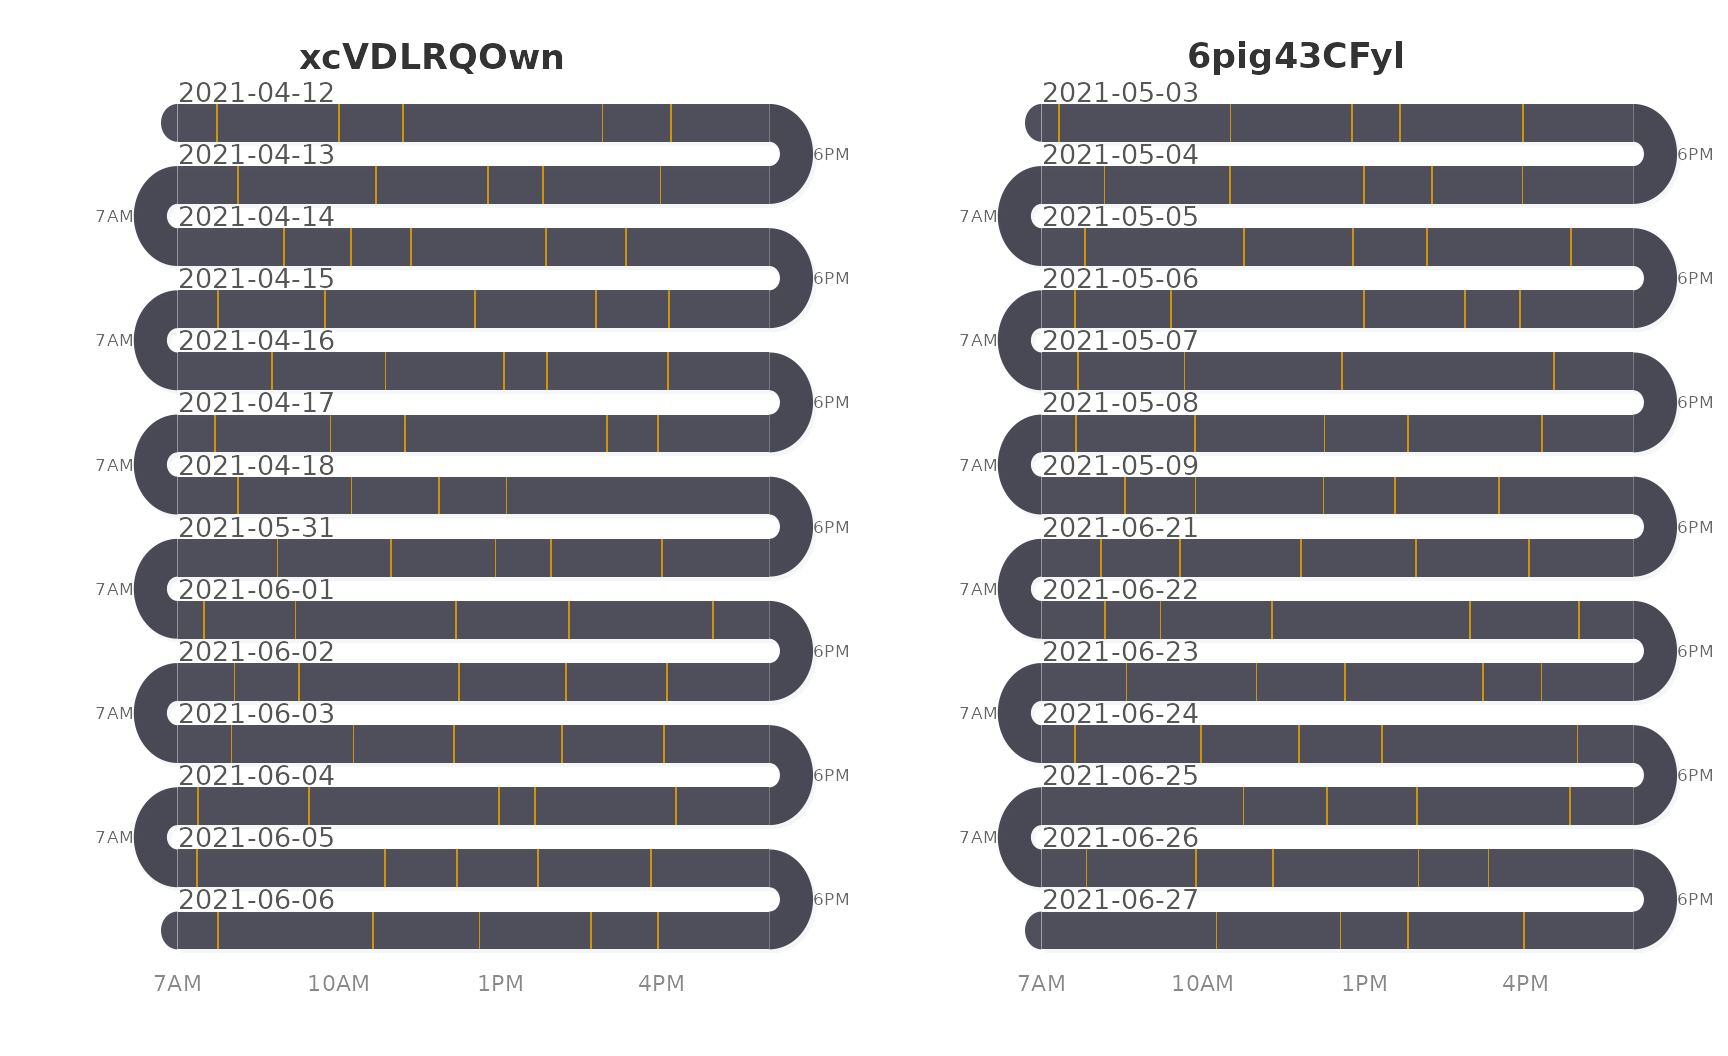 xcVDLRQOwn
2021-04-12
6PM
2021-04-13
7AM
2021-04-14
6PM
2021-04-15
7AM
2021-04-16
6PM
2021-04-17
7AM
2021-04-18
6PM
2021-05-31
7AM
2021-06-01
6PM
2021-06-02
7AM
2021-06-03
6PM
2021-06-04
7AM
2021-06-05
6PM
2021-06-06
7AM 10AM 1PM 4PM
6pig43CFyl
2021-05-03
6PM
2021-05-04
7AM
2021-05-05
6PM
2021-05-06
7AM
2021-05-07
6PM
2021-05-08
7AM
2021-05-09
6PM
2021-06-21
7AM
2021-06-22
6PM
2021-06-23
7AM
2021-06-24
6PM
2021-06-25
7AM
2021-06-26
6PM
2021-06-27
7AM 10AM 1PM 4PM